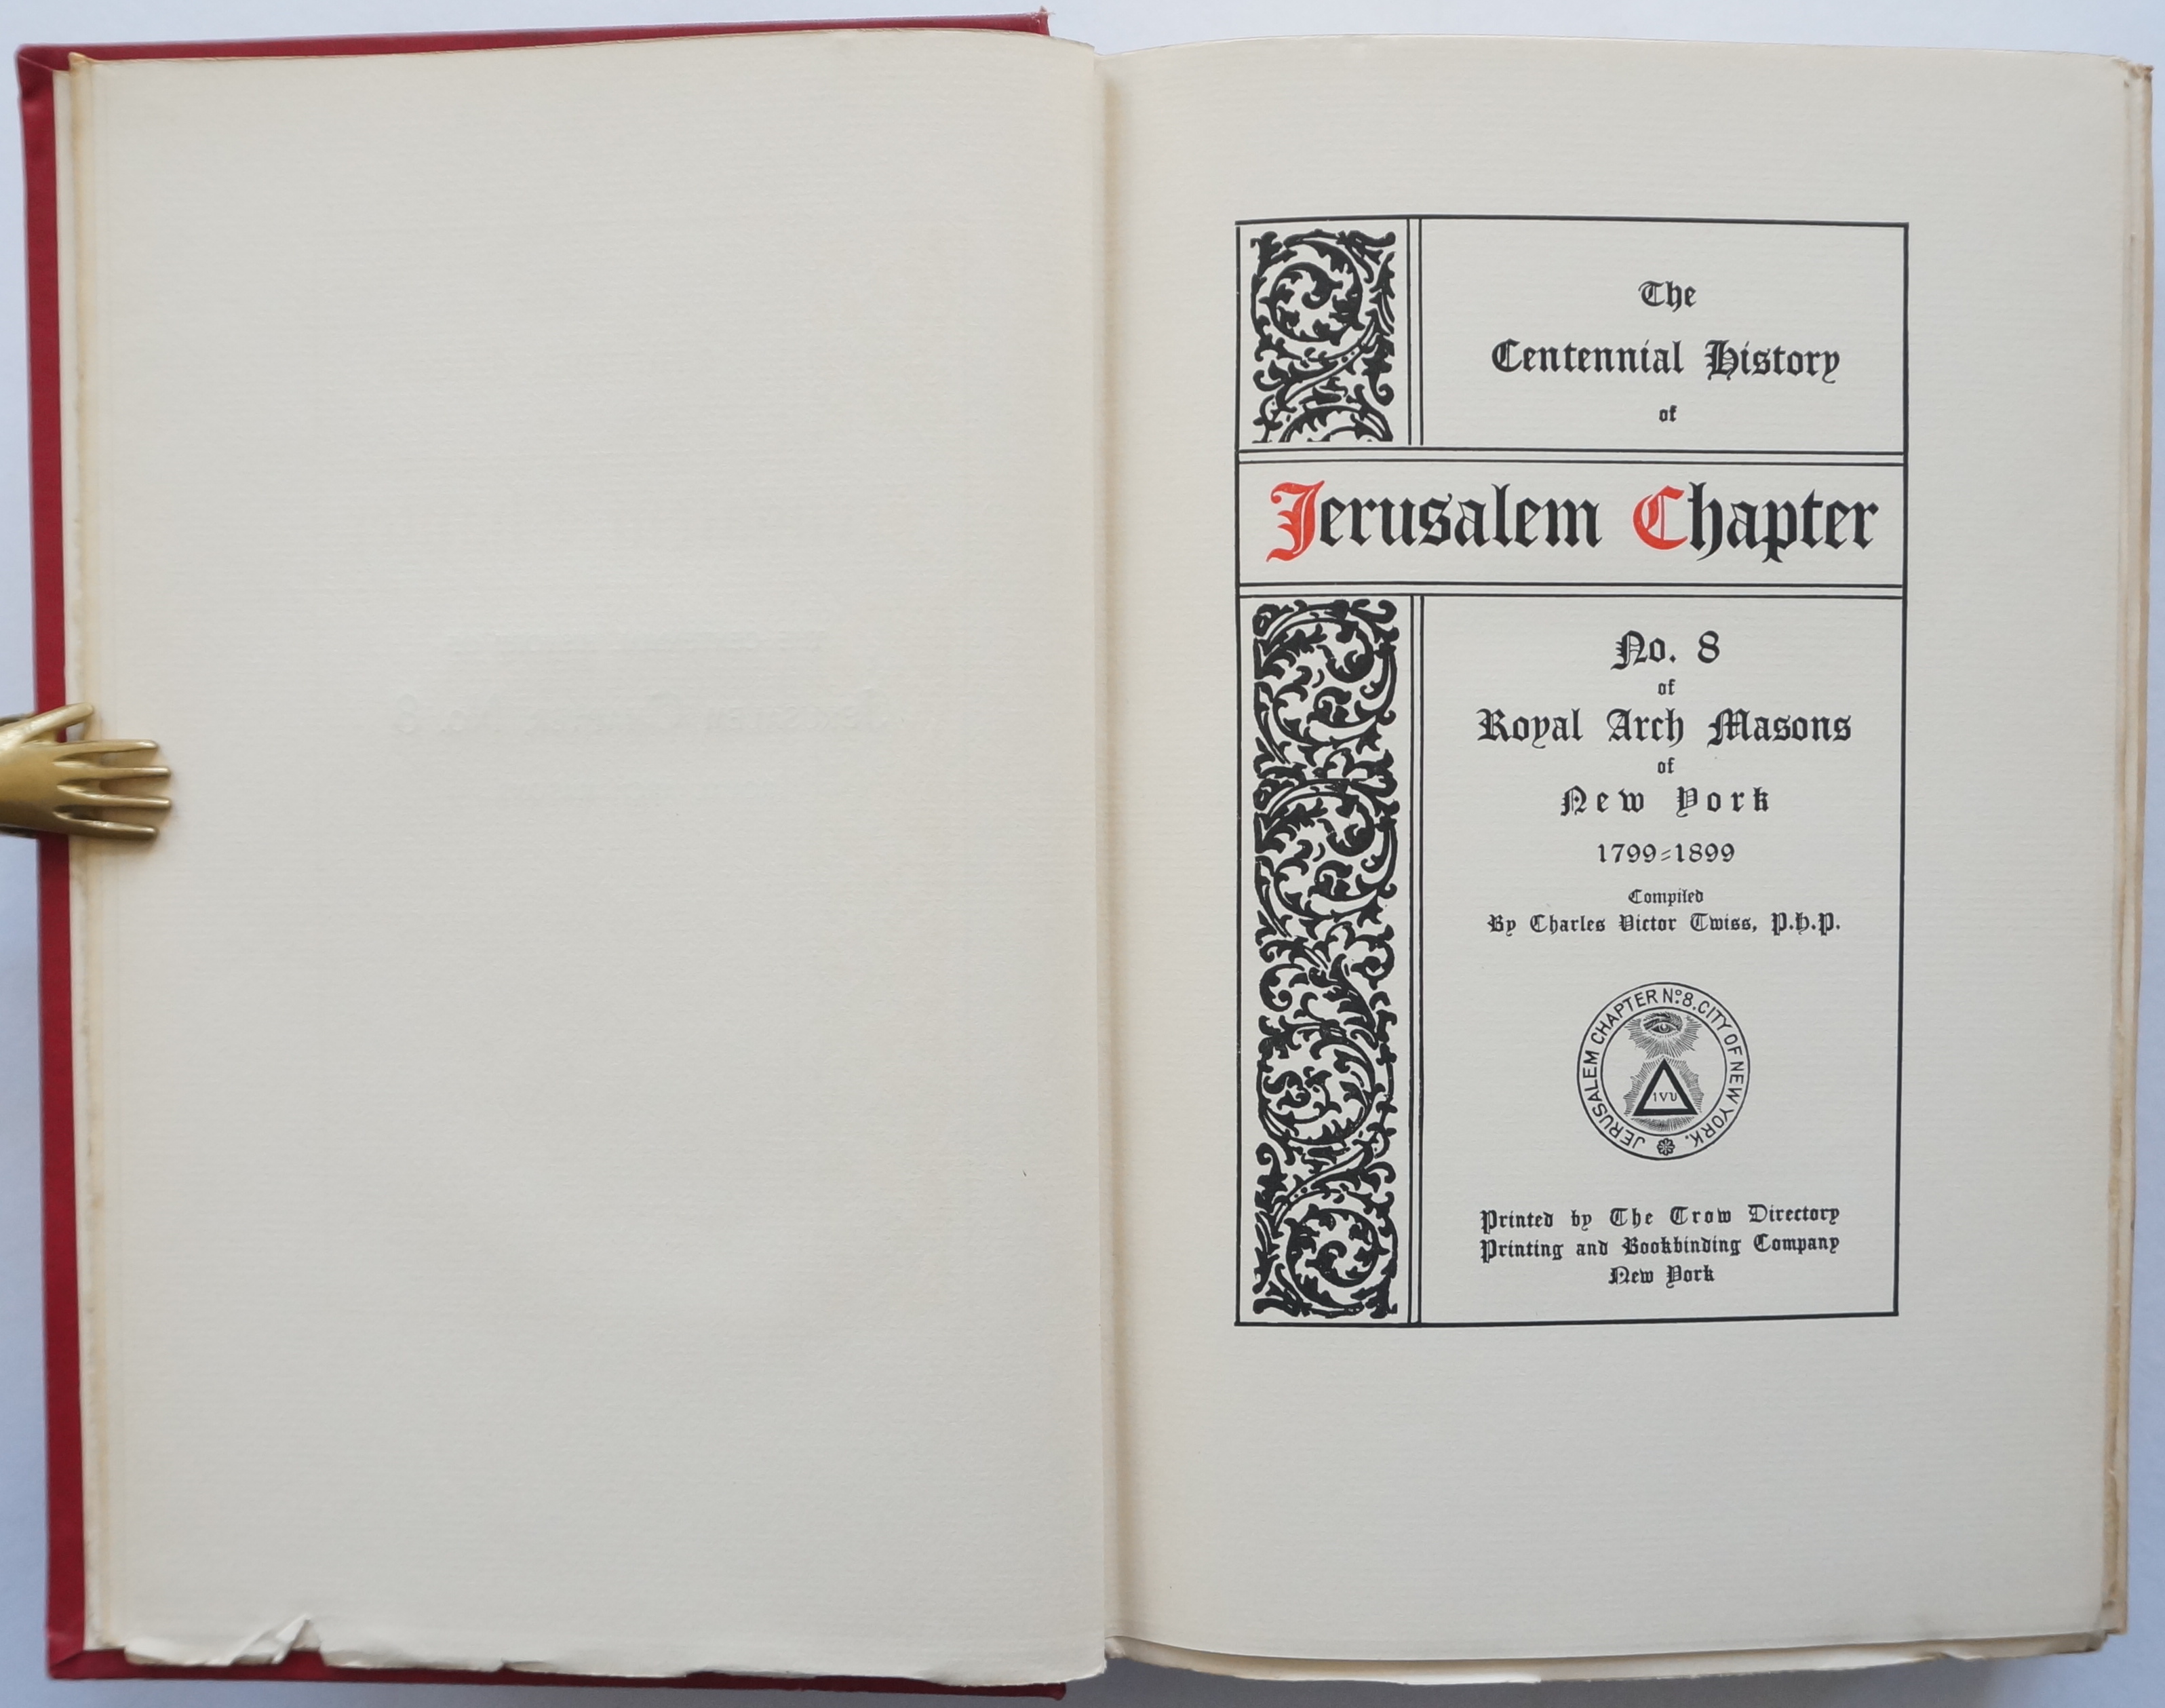 The
Centennial History
of
Jerusalem Chapter
No. 8
of
Royal Arch Masons
of
New York
1799=1899
Compiled
By Charles Victor Twiss, P.H.P.
JERUSALEM CHAPTER Nº 8. CITY OF NEW YORK.
Printed by The Trow Directory
Printing and Bookbinding Company
New York